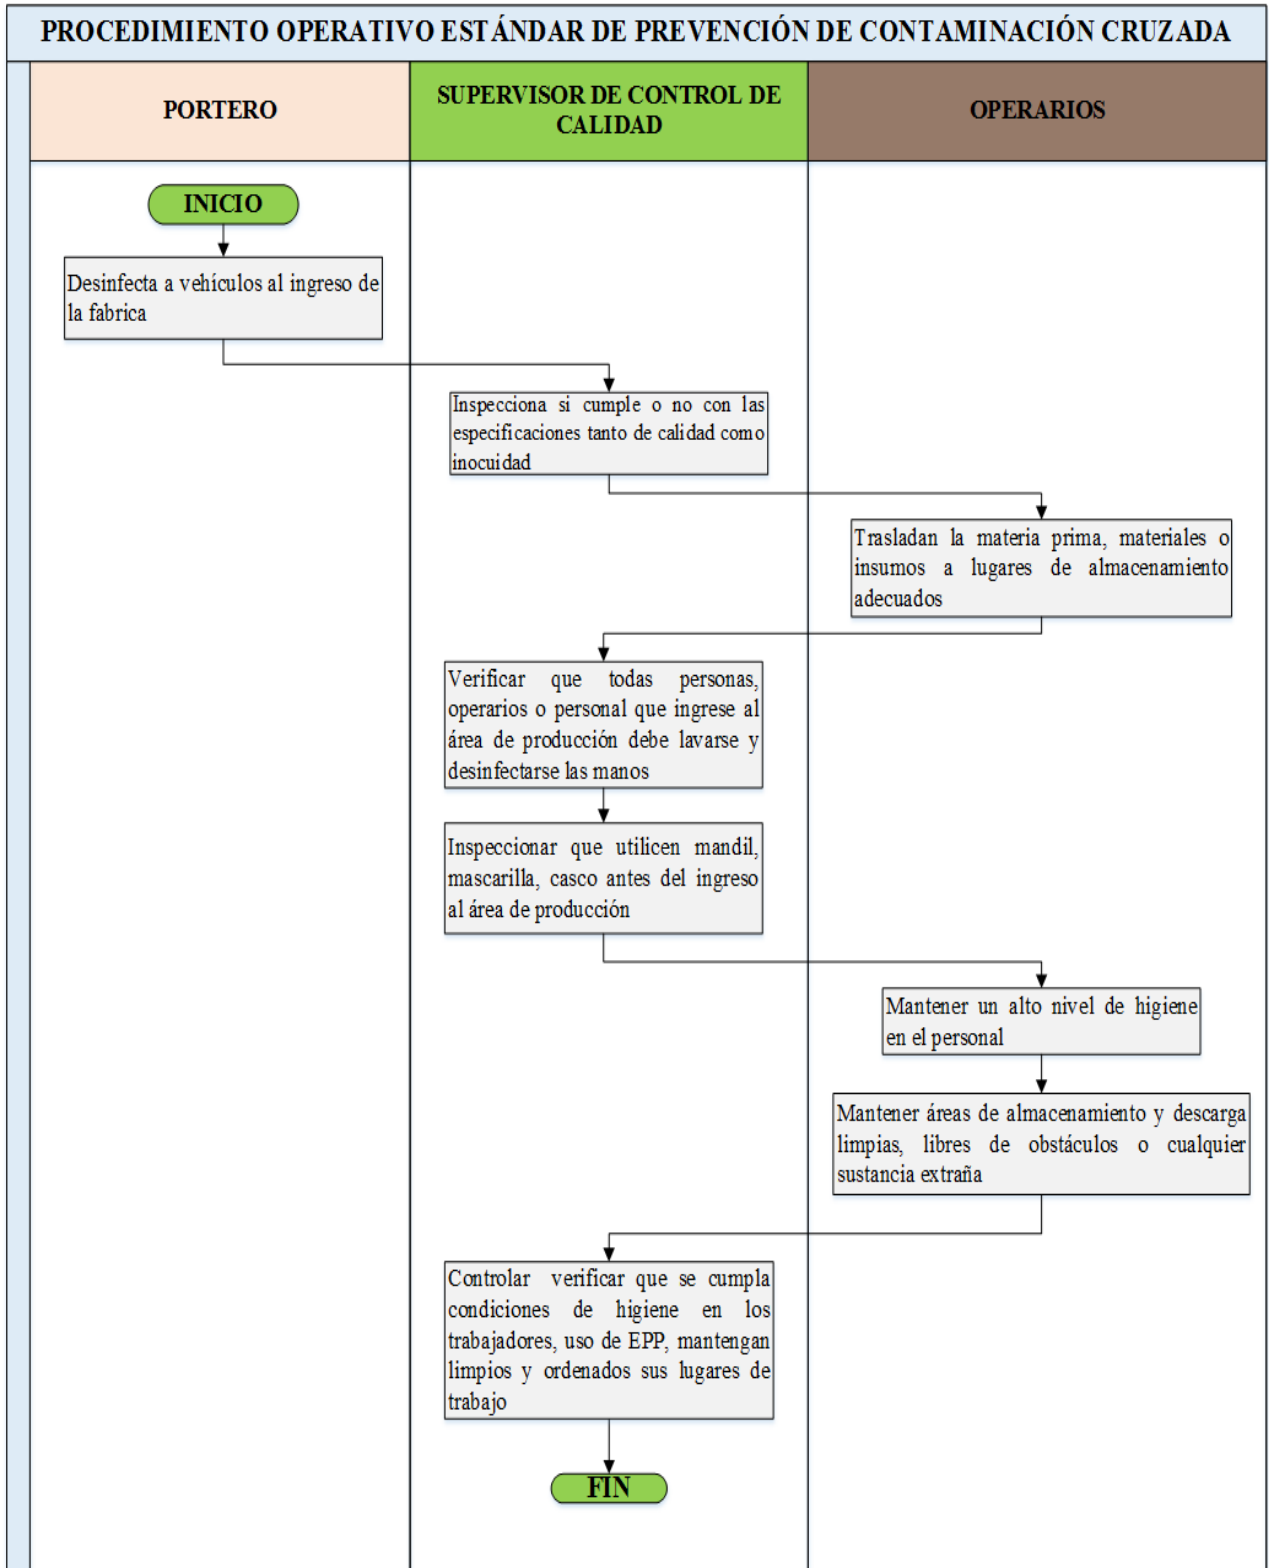 PROCEDIMIENTO OPERATIVO ESTÁNDAR DE PREVENCIÓN DE CONTAMINACIÓN CRUZADA
PORTERO
SUPERVISOR DE CONTROL DE
CALIDAD
OPERARIOS
INICIO
Desinfecta a vehículos al ingreso de
la fabrica
Inspecciona si cumple o no con las
especificaciones tanto de calidad como
inocuidad
Trasladan la materia prima, materiales o
insumos a lugares de almacenamiento
adecuados
Verificar que todas personas,
operarios o personal que ingrese al
área de producción debe lavarse y
desinfectarse las manos
Inspeccionar que utilicen mandil,
mascarilla, casco antes del ingreso
al área de producción
Mantener un alto nivel de higiene
en el personal
Mantener áreas de almacenamiento y descarga
limpias, libres de obstáculos o cualquier
sustancia extraña
Controlar verificar que se cumpla
condiciones de higiene en los
trabajadores, uso de EPP, mantengan
limpios y ordenados sus lugares de
trabajo
FIN